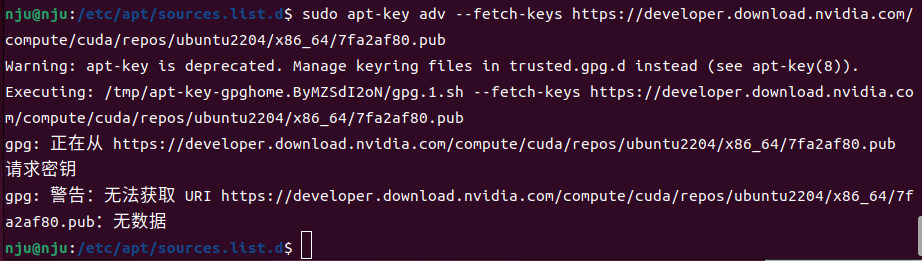 nju@nju:/etc/apt/sources.list.d$ sudo apt-key adv --fetch-keys https://developer.download.nvidia.com/
compute/cuda/repos/ubuntu2204/x86_64/7fa2af80.pub
Warning: apt-key is deprecated. Manage keyring files in trusted.gpg.d instead (see apt-key(8)).
Executing: /tmp/apt-key-gpghome.ByMZSdI2oN/gpg.1.sh --fetch-keys https://developer.download.nvidia.co
m/compute/cuda/repos/ubuntu2204/x86_64/7fa2af80.pub
gpg: 正在从 https://developer.download.nvidia.com/compute/cuda/repos/ubuntu2204/x86_64/7fa2af80.pub
请求密钥
gpg: 警告：无法获取 URI https://developer.download.nvidia.com/compute/cuda/repos/ubuntu2204/x86_64/7f
a2af80.pub：无数据
nju@nju:/etc/apt/sources.list.d$